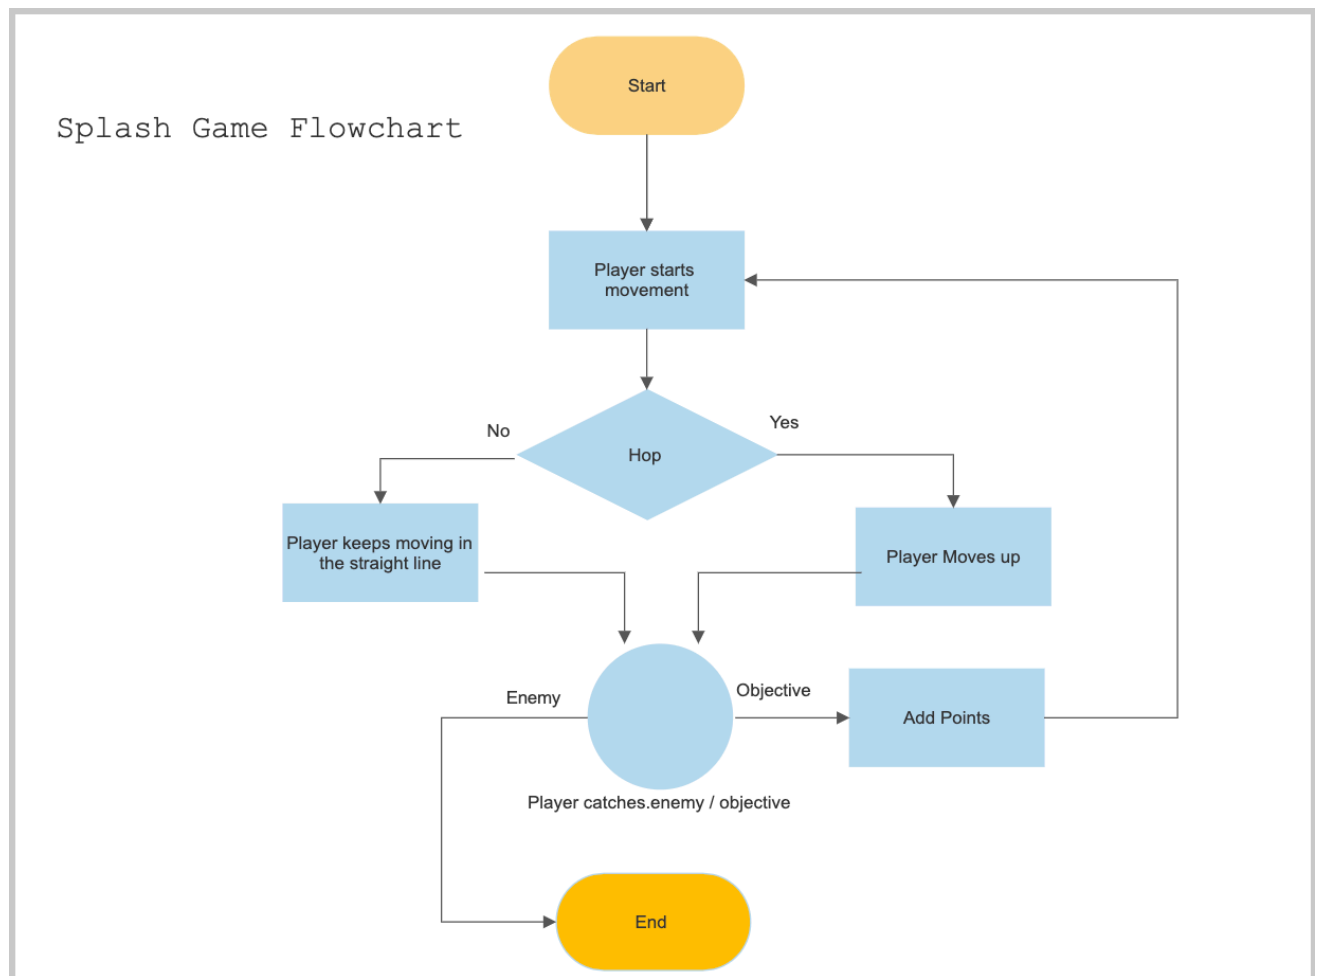 Start
Splash Game Flowchart
Player starts
movement
No
Yes
Hop
Player keeps moving in
the straight line
Player Moves up
Enemy
Objective
Add Points
Player catches.enemy / objective
End